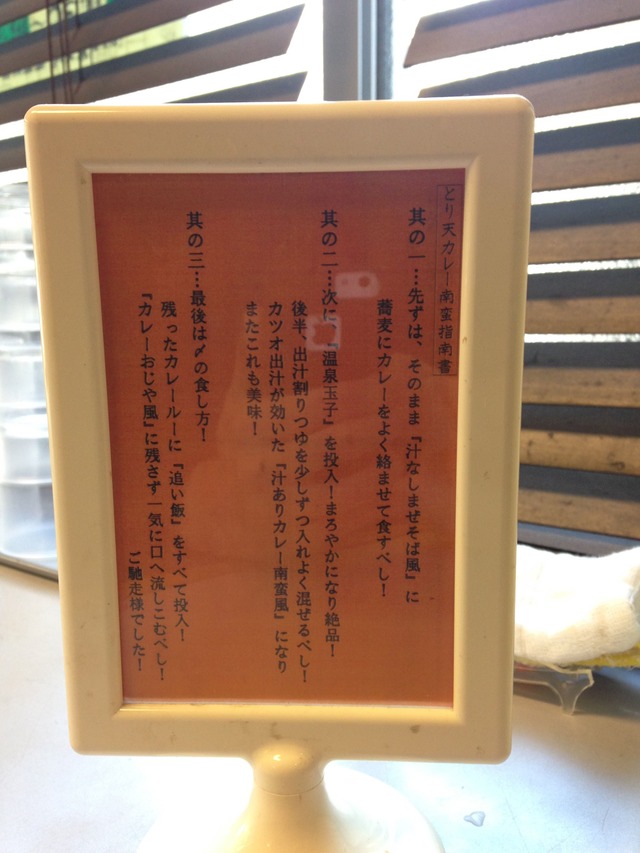 とり天カレー南蛮指南書
其の一…先ずは、そのまま『汁なしまぜそば風』に
蕎麦にカレーをよく絡ませて食すべし！
其の二…次に『温泉玉子』を投入！まろやかになり絶品！
後半、出汁割りつゆを少しずつ入れよく混ぜるべし！
カツオ出汁が効いた『汁ありカレー南蛮風』になり
またこれも美味！
其の三…最後は〆の食し方！
残ったカレールーに『追い飯』をすべて投入！
『カレーおじや風』に残さず一気に口へ流しこむべし！
ご馳走様でした！